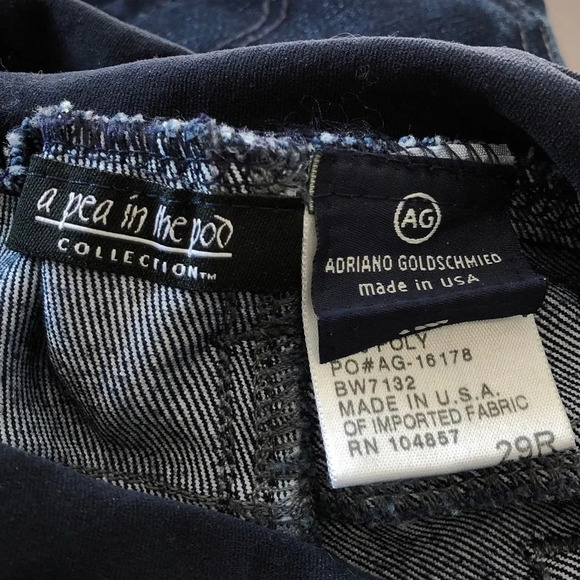 a pea in the pod
COLLECTION™
AG
ADRIANO GOLDSCHMIED
made in USA
POLY
PO#AG-16178
BW7132
MADE IN U.S.A.
OF IMPORTED FABRIC
RN 104857
29R